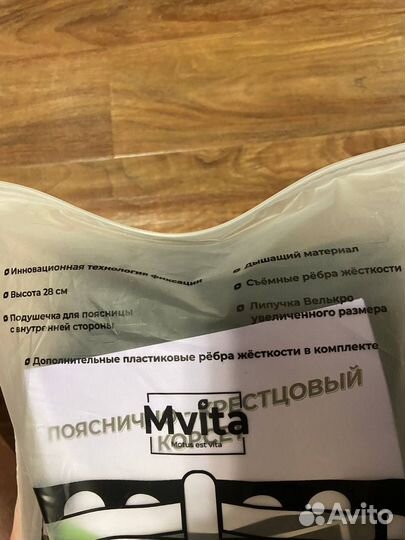 Инновационная технология фиксации
Высота 28 см
Подушечка для поясницы
с внутренней стороны
Дышащий материал
Съёмные рёбра жёсткости
Липучка Велькро
увеличенного размера
Дополнительные пластиковые рёбра жёсткости в комплекте
ПОЯСНИЧНО-КРЕСТЦОВЫЙ
КОРСЕТ
Mvita
Motus est vita
Avito